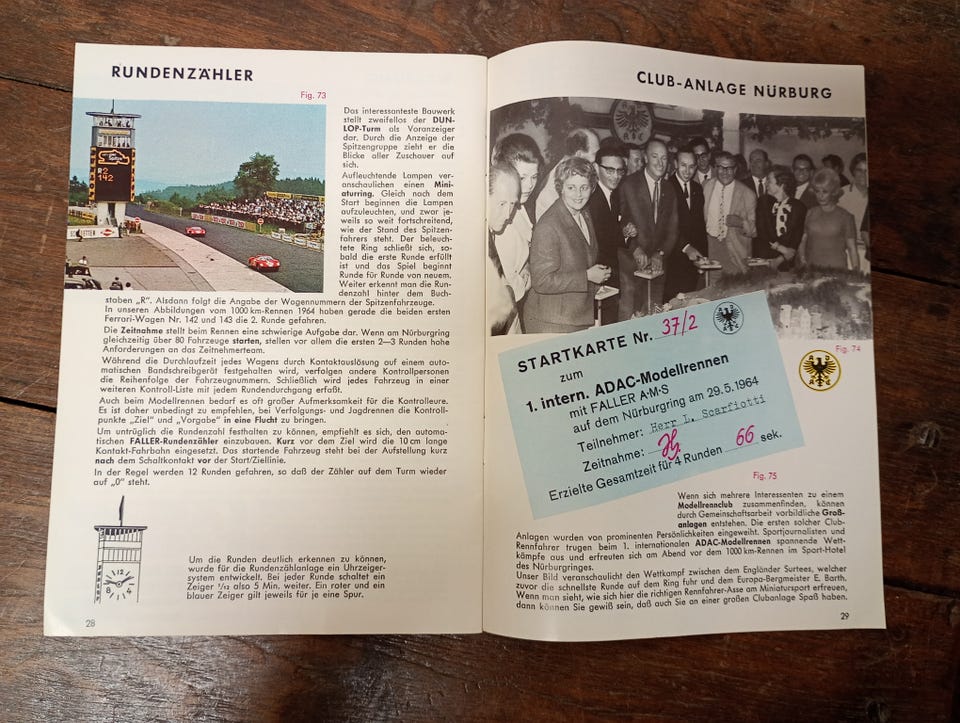 RUNDENZÄHLER
Fig. 73
R2
142
Das interessanteste Bauwerk
stellt zweifellos der DUN-
LOP-Turm als Voranzeiger
dar. Durch die Anzeige der
Spitzengruppe zieht er die
Blicke aller Zuschauer auf
sich.
Aufleuchtende Lampen ver-
anschaulichen einen Mini-
aturring. Gleich nach dem
Start beginnen die Lampen
aufzuleuchten, und zwar je-
weils so weit fortschreitend,
wie der Stand des Spitzen-
fahrers steht. Der beleuch-
tete Ring schließt sich, so-
bald die erste Runde erfüllt
ist und das Spiel beginnt
Runde für Runde von neuem.
Weiter erkennt man die Run-
denzahl hinter dem Buch-
staben „R“. Alsdann folgt die Angabe der Wagennummern der Spitzenfahrzeuge.
In unseren Abbildungen vom 1000 km-Rennen 1964 haben gerade die beiden ersten
Ferrari-Wagen Nr. 142 und 143 die 2. Runde gefahren.
Die Zeitnahme stellt beim Rennen eine schwierige Aufgabe dar. Wenn am Nürburgring
gleichzeitig über 80 Fahrzeuge starten, stellen vor allem die ersten 2—3 Runden hohe
Anforderungen an das Zeitnehmerteam.
Während die Durchlaufzeit jedes Wagens durch Kontaktauslösung auf einem auto-
matischen Bandschreibgerät festgehalten wird, verfolgen andere Kontrollpersonen
die Reihenfolge der Fahrzeugnummern. Schließlich wird jedes Fahrzeug in einer
weiteren Kontroll-Liste mit jedem Rundendurchgang erfaßt.
Auch beim Modellrennen bedarf es oft großer Aufmerksamkeit für die Kontrolleure.
Es ist daher unbedingt zu empfehlen, bei Verfolgungs- und Jagdrennen die Kontroll-
punkte „Ziel“ und „Vorgabe“ in eine Flucht zu bringen.
Um untrüglich die Rundenzahl festhalten zu können, empfiehlt es sich, den automa-
tischen FALLER-Rundenzähler einzubauen. Kurz vor dem Ziel wird die 10 cm lange
Kontakt-Fahrbahn eingesetzt. Das startende Fahrzeug steht bei der Aufstellung kurz
nach dem Schaltkontakt vor der Start/Ziellinie.
In der Regel werden 12 Runden gefahren, so daß der Zähler auf dem Turm wieder
auf „0“ steht.
12
2
4
8
Um die Runden deutlich erkennen zu können,
wurde für die Rundenzählanlage ein Uhrzeiger-
system entwickelt. Bei jeder Runde schaltet ein
Zeiger 1/12 also 5 Min. weiter. Ein roter und ein
blauer Zeiger gilt jeweils für je eine Spur.
28
CLUB-ANLAGE NÜRBURG
Fig. 74
STARTKARTE Nr. 37/2
zum
1. intern. ADAC-Modellrennen
mit FALLER A·M·S
auf dem Nürburgring am 29.5.1964
Teilnehmer: Herr L. Scarfiotti
Zeitnahme:
Erzielte Gesamtzeit für 4 Runden 66 sek.
Fig. 75
Wenn sich mehrere Interessenten zu einem
Modellrennclub zusammenfinden, können
durch Gemeinschaftsarbeit vorbildliche Groß-
anlagen entstehen. Die ersten solcher Club-
Anlagen wurden von prominenten Persönlichkeiten eingeweiht. Sportjournalisten und
Rennfahrer trugen beim 1. internationalen ADAC-Modellrennen spannende Wett-
kämpfe aus und erfreuten sich am Abend vor dem 1000 km-Rennen im Sport-Hotel
des Nürburgringes.
Unser Bild veranschaulicht den Wettkampf zwischen dem Engländer Surtees, welcher
zuvor die schnellste Runde auf dem Ring fuhr und dem Europa-Bergmeister E. Barth.
Wenn man sieht, wie sich hier die richtigen Rennfahrer-Asse am Miniatursport erfreuen,
dann können Sie gewiß sein, daß auch Sie an einer großen Clubanlage Spaß haben.
29